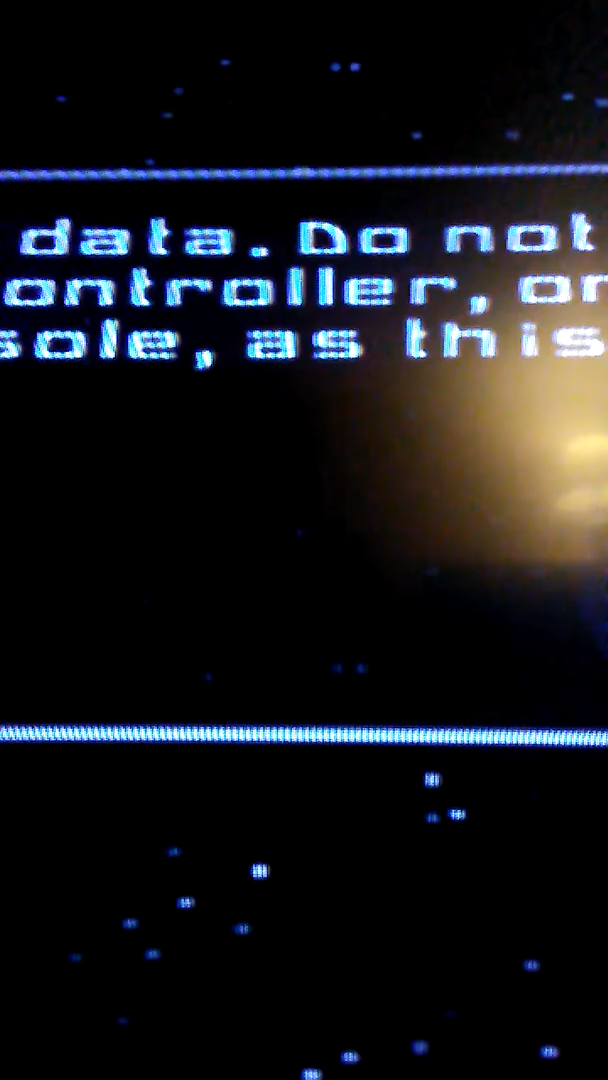 data. Do not
ontroller, or
sole, as this